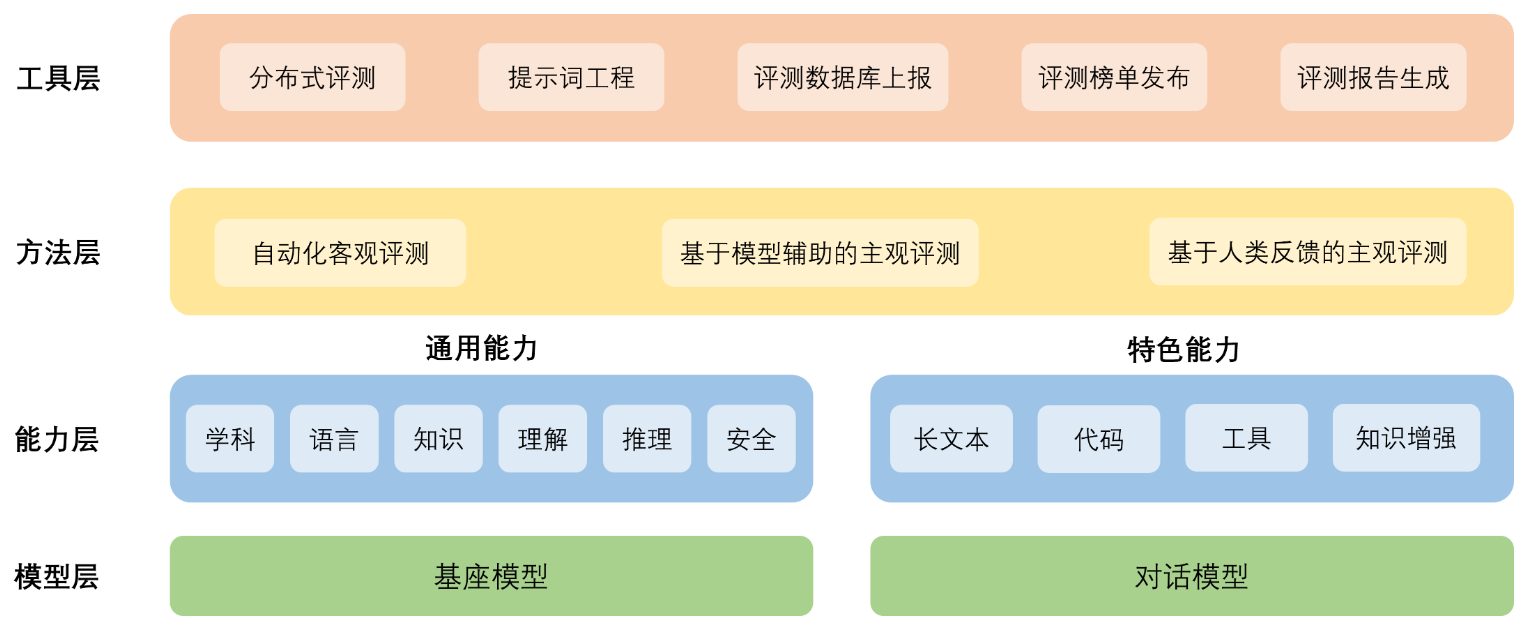 工具层
分布式评测
提示词工程
评测数据库上报
评测榜单发布
评测报告生成
方法层
自动化客观评测
基于模型辅助的主观评测
基于人类反馈的主观评测
通用能力
特色能力
能力层
学科
语言
知识
理解
推理
安全
长文本
代码
工具
知识增强
模型层
基座模型
对话模型